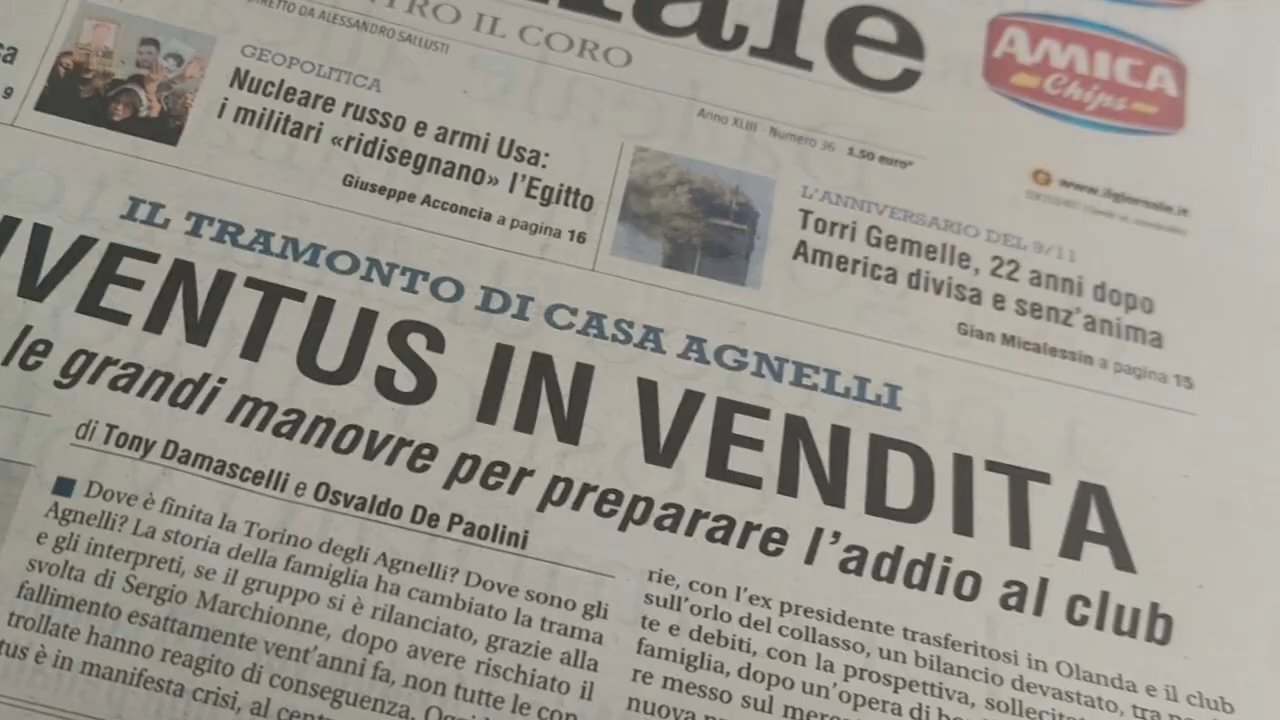 TRO IL CORO
DIRETTO DA ALESSANDRO SALLUSTI
AMICA
Chips
GEOPOLITICA
Nucleare russo e armi Usa:
i militari «ridisegnano» l'Egitto
Giuseppe Acconcia a pagina 16
9
Anno XLIII - Numero 36 1.50 euro*
www.ilgiornale.it
L'ANNIVERSARIO DEL 9/11
Torri Gemelle, 22 anni dopo
America divisa e senz'anima
Gian Micalessin a pagina 15
IL TRAMONTO DI CASA AGNELLI
VENTUS IN VENDITA
le grandi manovre per preparare l'addio al club
di Tony Damascelli e Osvaldo De Paolini
Dove è finita la Torino degli Agnelli? Dove sono gli
Agnelli? La storia della famiglia ha cambiato la trama
e gli interpreti, se il gruppo si è rilanciato, grazie alla
svolta di Sergio Marchionne, dopo avere rischiato il
fallimento esattamente vent'anni fa, non tutte le con
trollate hanno reagito di conseguenza.
tus è in manifesta crisi, al
rie, con l'ex presidente trasferitosi in Olanda e il club
sull'orlo del collasso, un bilancio devastato, tra
te e debiti, con la prospettiva,
famiglia, dopo un'opera di
re messo sul
nuova